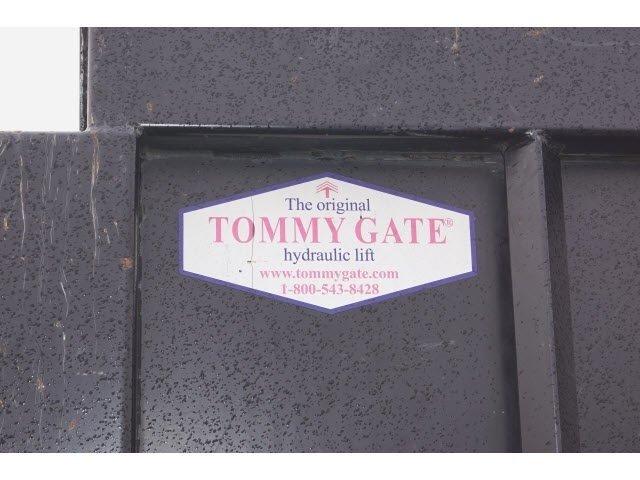 The original
TOMMY GATE®
hydraulic lift
www.tommygate.com
1-800-543-8428